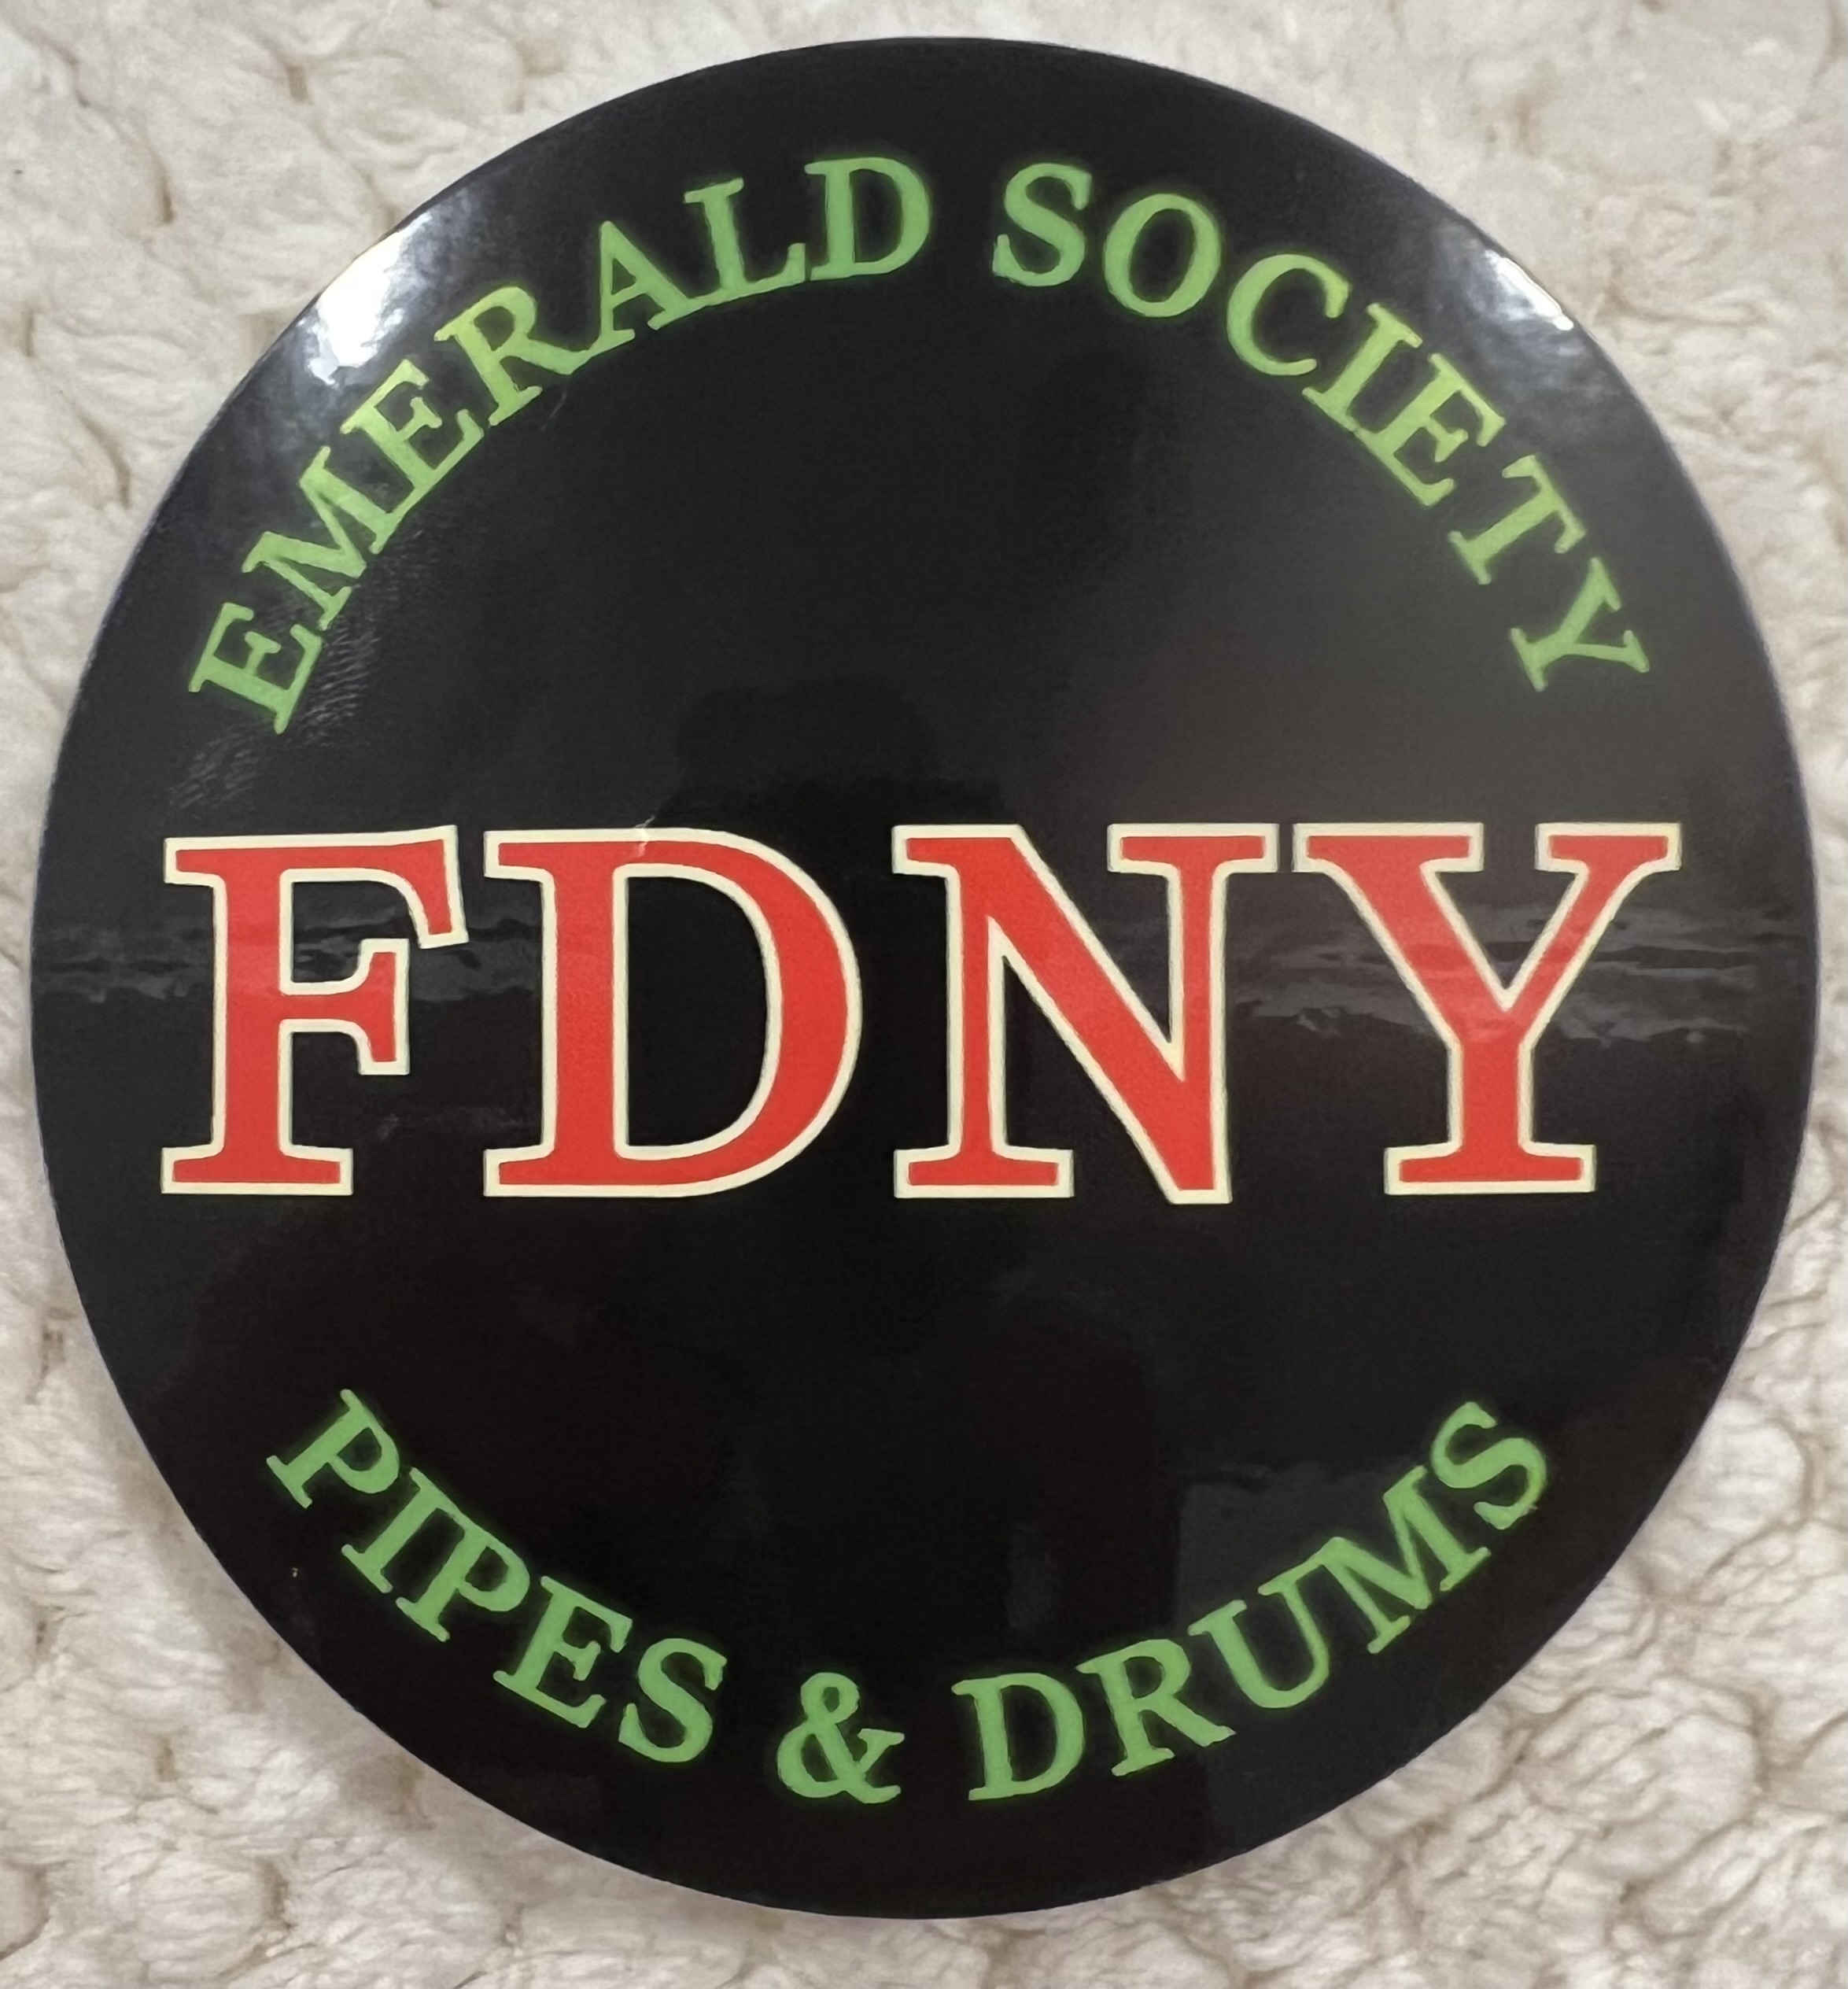 EMERALD SOCIETY
FDNY
PIPES & DRUMS